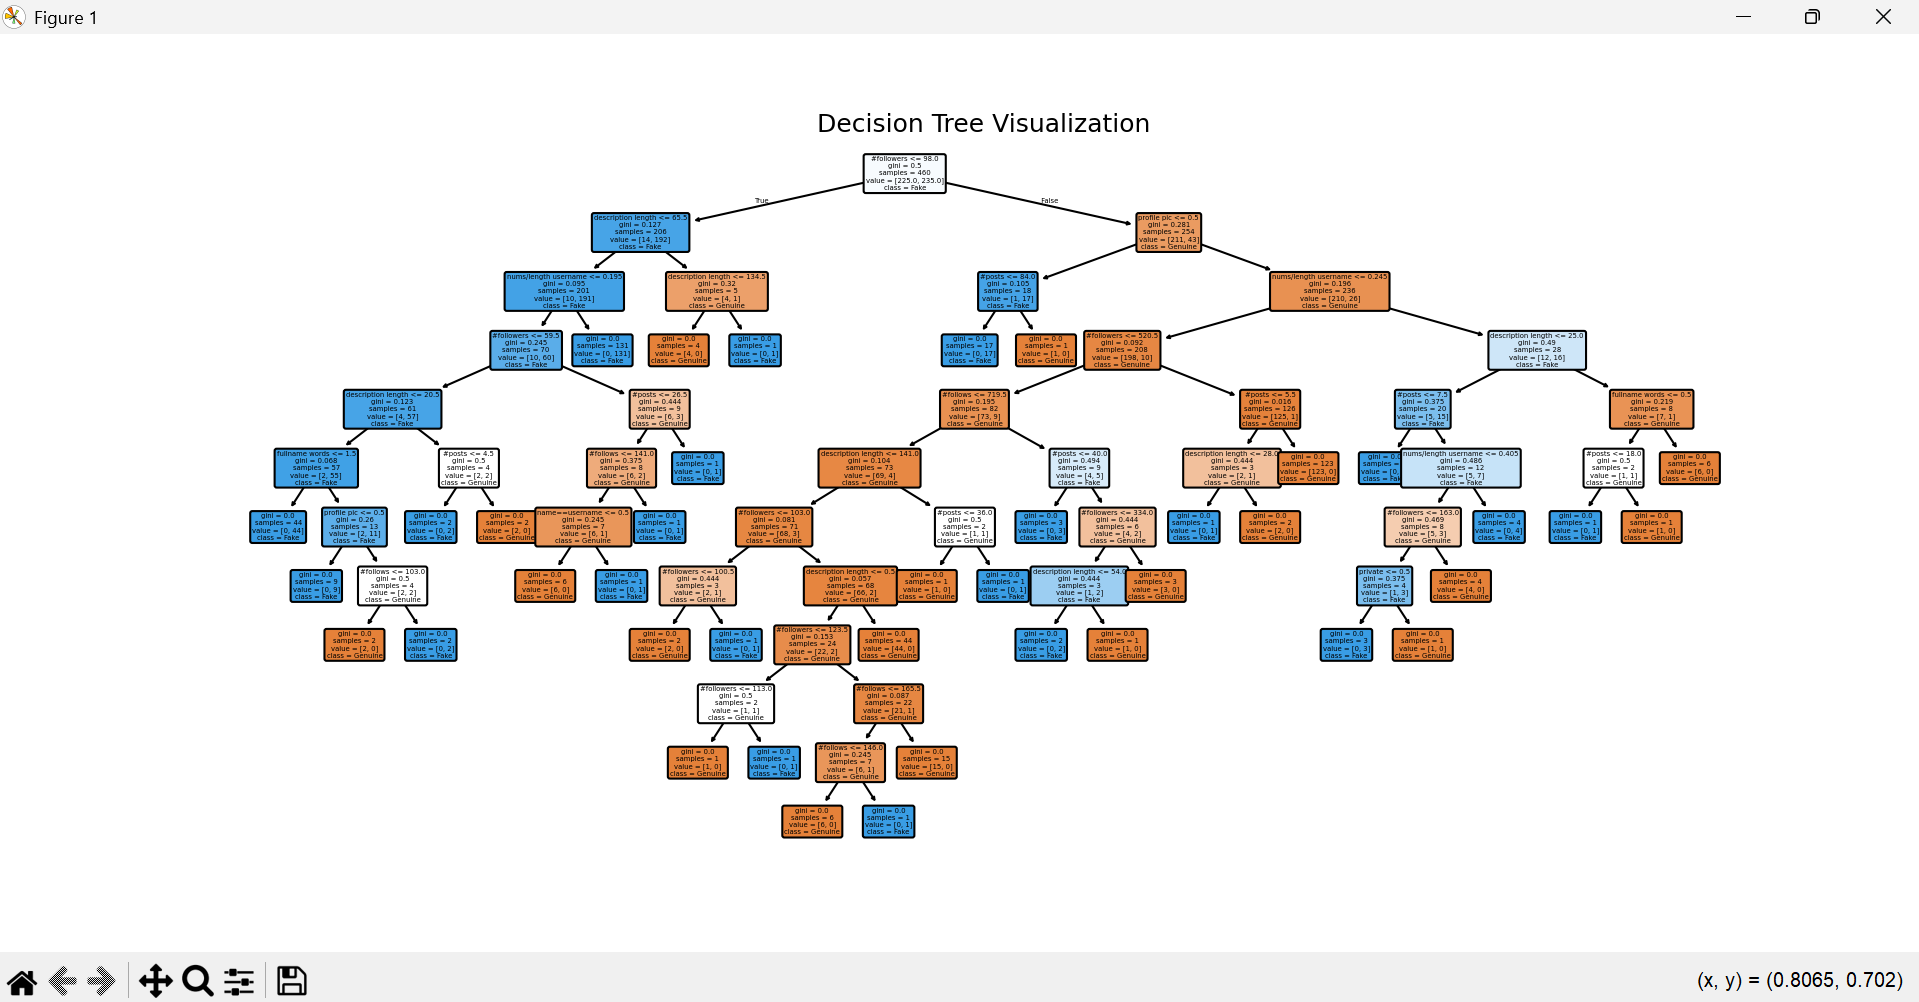 Figure 1
Decision Tree Visualization
#followers <= 98.0
gini = 0.5
samples = 460
value = [225.0, 235.0]
class = Fake
True
False
description length <= 65.5
gini = 0.127
samples = 206
value = [14, 192]
class = Fake
profile pic <= 0.5
gini = 0.281
samples = 254
value = [211, 43]
class = Genuine
nums/length username <= 0.195
gini = 0.095
samples = 201
value = [10, 191]
class = Fake
description length <= 134.5
gini = 0.32
samples = 5
value = [4, 1]
class = Genuine
#posts <= 84.0
gini = 0.105
samples = 18
value = [1, 17]
class = Fake
nums/length username <= 0.245
gini = 0.196
samples = 236
value = [210, 26]
class = Genuine
#followers <= 59.5
gini = 0.245
samples = 70
value = [10, 60]
class = Fake
gini = 0.0
samples = 131
value = [0, 131]
class = Fake
gini = 0.0
samples = 4
value = [4, 0]
class = Genuine
gini = 0.0
samples = 1
value = [0, 1]
class = Fake
gini = 0.0
samples = 17
value = [0, 17]
class = Fake
gini = 0.0
samples = 1
value = [1, 0]
class = Genuine
#followers <= 520.5
gini = 0.092
samples = 208
value = [198, 10]
class = Genuine
description length <= 25.0
gini = 0.49
samples = 28
value = [12, 16]
class = Fake
description length <= 20.5
gini = 0.123
samples = 61
value = [4, 57]
class = Fake
#posts <= 26.5
gini = 0.444
samples = 9
value = [6, 3]
class = Genuine
#follows <= 719.5
gini = 0.195
samples = 82
value = [73, 9]
class = Genuine
#posts <= 5.5
gini = 0.016
samples = 126
value = [125, 1]
class = Genuine
#posts <= 7.5
gini = 0.375
samples = 20
value = [5, 15]
class = Fake
fullname words <= 0.5
gini = 0.219
samples = 8
value = [7, 1]
class = Genuine
fullname words <= 1.5
gini = 0.068
samples = 57
value = [2, 55]
class = Fake
#posts <= 4.5
gini = 0.5
samples = 4
value = [2, 2]
class = Genuine
#follows <= 141.0
gini = 0.375
samples = 8
value = [6, 2]
class = Genuine
gini = 0.0
samples = 1
value = [0, 1]
class = Fake
description length <= 141.0
gini = 0.104
samples = 73
value = [69, 4]
class = Genuine
#posts <= 40.0
gini = 0.494
samples = 9
value = [4, 5]
class = Fake
description length <= 28.0
gini = 0.444
samples = 3
value = [2, 1]
class = Genuine
gini = 0.0
samples = 123
value = [123, 0]
class = Genuine
gini = 0.
samples =
value = [0,
class = Fak
nums/length username <= 0.405
gini = 0.486
samples = 12
value = [5, 7]
class = Fake
#posts <= 18.0
gini = 0.5
samples = 2
value = [1, 1]
class = Genuine
gini = 0.0
samples = 6
value = [6, 0]
class = Genuine
gini = 0.0
samples = 44
value = [0, 44]
class = Fake
profile pic <= 0.5
gini = 0.26
samples = 13
value = [2, 11]
class = Fake
gini = 0.0
samples = 2
value = [0, 2]
class = Fake
gini = 0.0
samples = 2
value = [2, 0]
class = Genuine
name==username <= 0.5
gini = 0.245
samples = 7
value = [6, 1]
class = Genuine
gini = 0.0
samples = 1
value = [0, 1]
class = Fake
#followers <= 103.0
gini = 0.081
samples = 71
value = [68, 3]
class = Genuine
#posts <= 36.0
gini = 0.5
samples = 2
value = [1, 1]
class = Genuine
gini = 0.0
samples = 3
value = [0, 3]
class = Fake
#followers <= 334.0
gini = 0.444
samples = 6
value = [4, 2]
class = Genuine
gini = 0.0
samples = 1
value = [0, 1]
class = Fake
gini = 0.0
samples = 2
value = [2, 0]
class = Genuine
#followers <= 163.0
gini = 0.469
samples = 8
value = [5, 3]
class = Genuine
gini = 0.0
samples = 4
value = [0, 4]
class = Fake
gini = 0.0
samples = 1
value = [0, 1]
class = Fake
gini = 0.0
samples = 1
value = [1, 0]
class = Genuine
gini = 0.0
samples = 9
value = [0, 9]
class = Fake
#follows <= 103.0
gini = 0.5
samples = 4
value = [2, 2]
class = Genuine
gini = 0.0
samples = 6
value = [6, 0]
class = Genuine
gini = 0.0
samples = 1
value = [0, 1]
class = Fake
#followers <= 100.5
gini = 0.444
samples = 3
value = [2, 1]
class = Genuine
description length <= 0.5
gini = 0.057
samples = 68
value = [66, 2]
class = Genuine
gini = 0.0
samples = 1
value = [1, 0]
class = Genuine
gini = 0.0
samples = 1
value = [0, 1]
class = Fake
description length <= 54.0
gini = 0.444
samples = 3
value = [1, 2]
class = Fake
gini = 0.0
samples = 3
value = [3, 0]
class = Genuine
private <= 0.5
gini = 0.375
samples = 4
value = [1, 3]
class = Fake
gini = 0.0
samples = 4
value = [4, 0]
class = Genuine
gini = 0.0
samples = 2
value = [2, 0]
class = Genuine
gini = 0.0
samples = 2
value = [0, 2]
class = Fake
gini = 0.0
samples = 2
value = [2, 0]
class = Genuine
gini = 0.0
samples = 1
value = [0, 1]
class = Fake
#followers <= 123.5
gini = 0.153
samples = 24
value = [22, 2]
class = Genuine
gini = 0.0
samples = 44
value = [44, 0]
class = Genuine
gini = 0.0
samples = 2
value = [0, 2]
class = Fake
gini = 0.0
samples = 1
value = [1, 0]
class = Genuine
gini = 0.0
samples = 3
value = [0, 3]
class = Fake
gini = 0.0
samples = 1
value = [1, 0]
class = Genuine
#followers <= 113.0
gini = 0.5
samples = 2
value = [1, 1]
class = Genuine
#follows <= 165.5
gini = 0.087
samples = 22
value = [21, 1]
class = Genuine
gini = 0.0
samples = 1
value = [1, 0]
class = Genuine
gini = 0.0
samples = 1
value = [0, 1]
class = Fake
#follows <= 146.0
gini = 0.245
samples = 7
value = [6, 1]
class = Genuine
gini = 0.0
samples = 15
value = [15, 0]
class = Genuine
gini = 0.0
samples = 6
value = [6, 0]
class = Genuine
gini = 0.0
samples = 1
value = [0, 1]
class = Fake
(x, y) = (0.8065, 0.702)